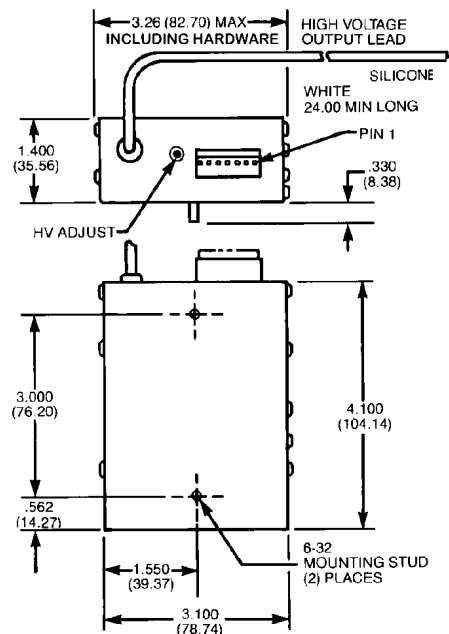 3.26 (82.70) MAX
INCLUDING HARDWARE
HIGH VOLTAGE
OUTPUT LEAD
SILICONE
WHITE
24.00 MIN LONG
PIN 1
1.400
(35.56)
.330
(8.38)
HV ADJUST
3.000
(76.20)
4.100
(104.14)
.562
(14.27)
1.550
(39.37)
6-32
MOUNTING STUD
(2) PLACES
3.100
(78.74)